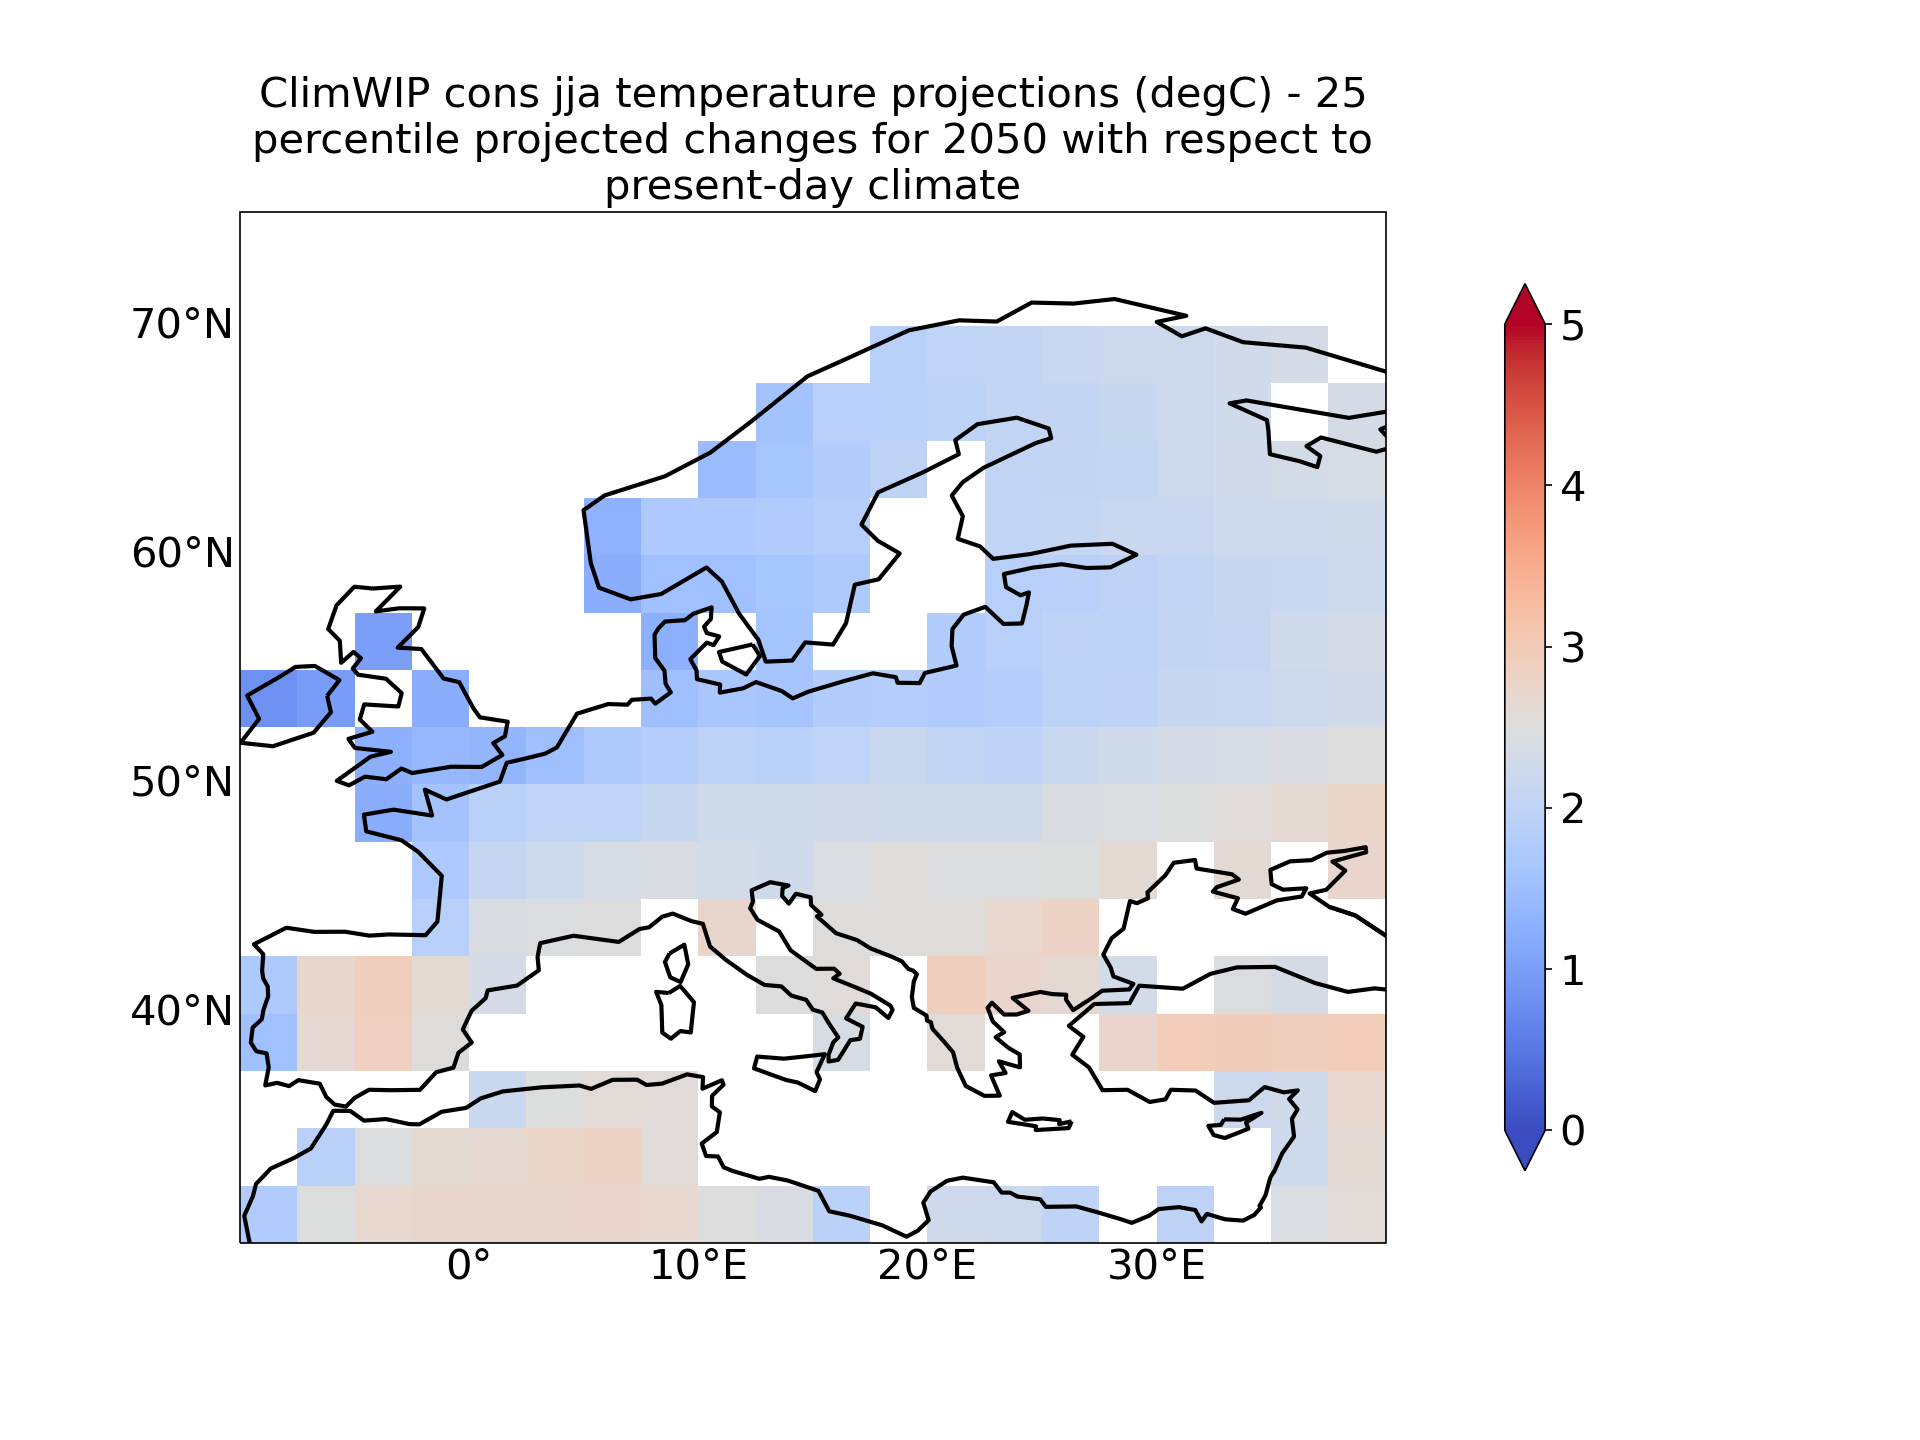 ClimWIP cons jja temperature projections (degC) - 25
percentile projected changes for 2050 with respect to
present-day climate
70°N
60°N
50°N
40°N
0°
10°E
20°E
30°E
5
4
3
2
1
0